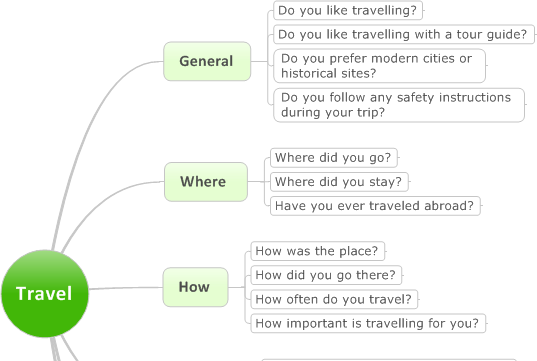 Travel
General
Do you like travelling?
Do you like travelling with a tour guide?
Do you prefer modern cities or
historical sites?
Do you follow any safety instructions
during your trip?
Where
Where did you go?
Where did you stay?
Have you ever traveled abroad?
How
How was the place?
How did you go there?
How often do you travel?
How important is travelling for you?